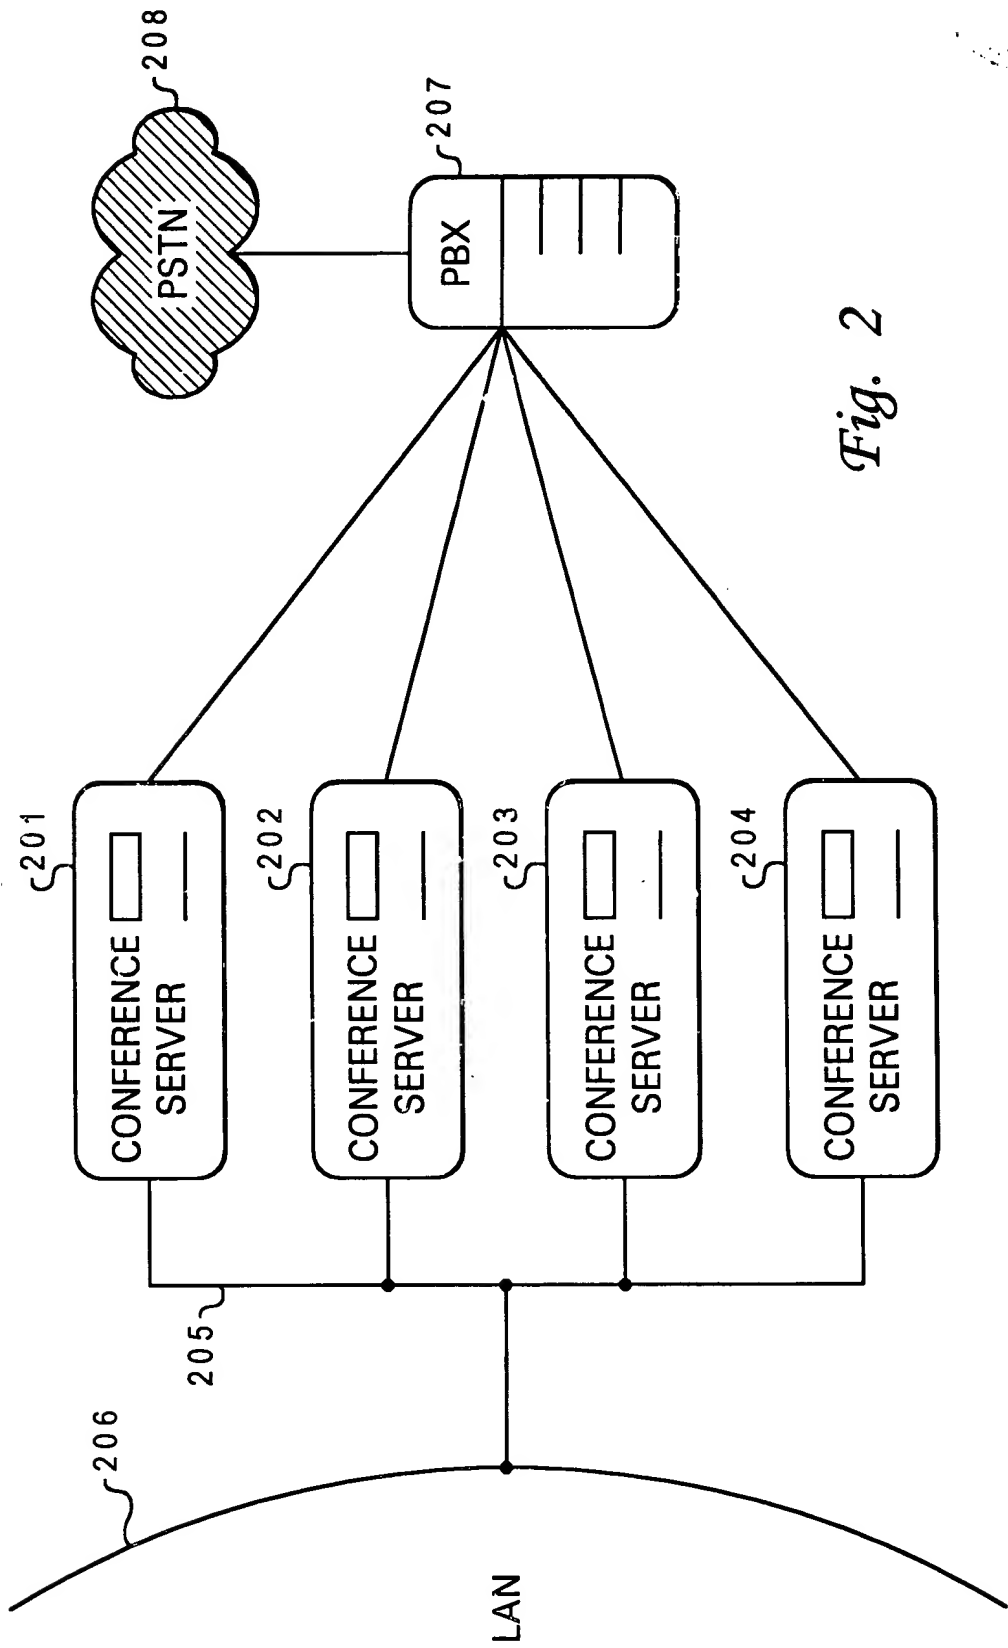 208
PSTN
207
PBX
201
CONFERENCE
SERVER
202
CONFERENCE
SERVER
203
CONFERENCE
SERVER
204
CONFERENCE
SERVER
205
206
LAN
Fig. 2